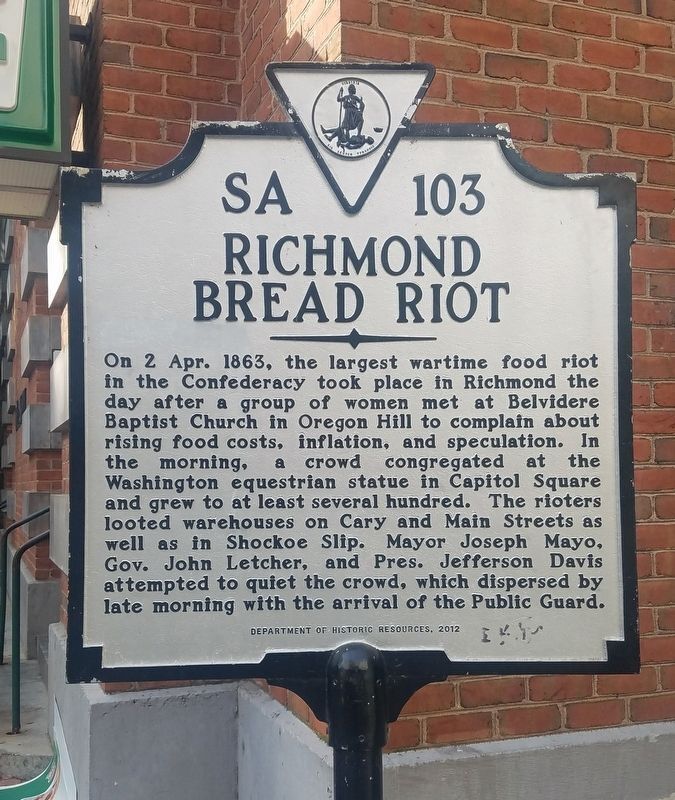 SA 103
RICHMOND
BREAD RIOT
On 2 Apr. 1863, the largest wartime food riot
in the Confederacy took place in Richmond the
day after a group of women met at Belvidere
Baptist Church in Oregon Hill to complain about
rising food costs, inflation, and speculation. In
the morning, a crowd congregated at the
Washington equestrian statue in Capitol Square
and grew to at least several hundred. The rioters
looted warehouses on Cary and Main Streets as
well as in Shockoe Slip. Mayor Joseph Mayo,
Gov. John Letcher, and Pres. Jefferson Davis
attempted to quiet the crowd, which dispersed by
late morning with the arrival of the Public Guard.
DEPARTMENT OF HISTORIC RESOURCES, 2012